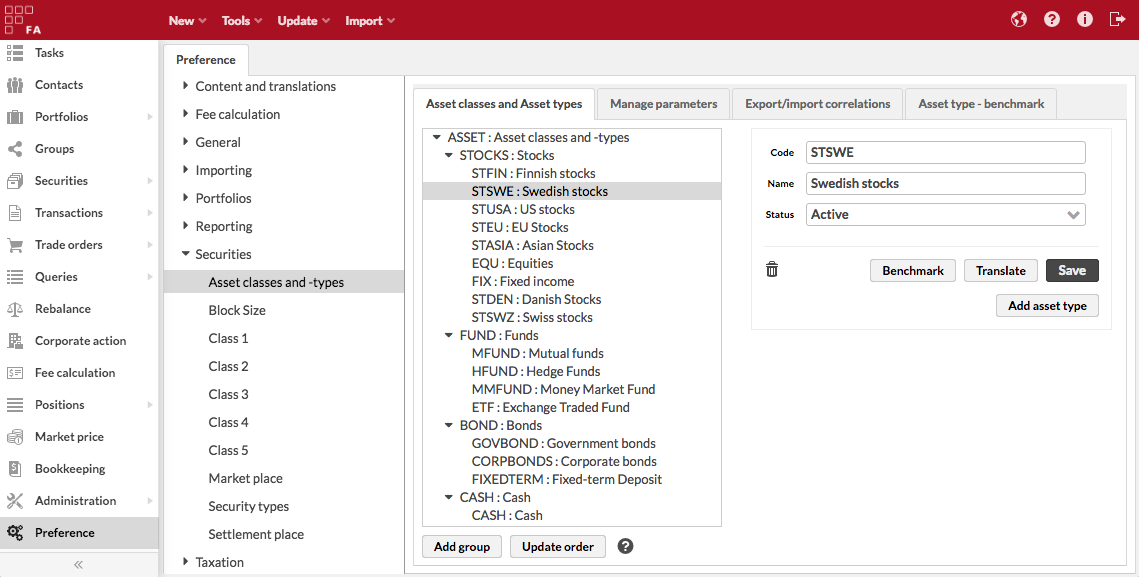 FA
New
Tools
Update
Import
Tasks
Contacts
Portfolios
Groups
Securities
Transactions
Trade orders
Queries
Rebalance
Corporate action
Fee calculation
Positions
Market price
Bookkeeping
Administration
Preference
«
Preference
Content and translations
Fee calculation
General
Importing
Portfolios
Reporting
Securities
Asset classes and -types
Block Size
Class 1
Class 2
Class 3
Class 4
Class 5
Market place
Security types
Settlement place
Taxation
Asset classes and Asset types
Manage parameters
Export/import correlations
Asset type - benchmark
ASSET : Asset classes and -types
STOCKS : Stocks
STFIN : Finnish stocks
STSWE : Swedish stocks
STUSA : US stocks
STEU : EU Stocks
STASIA : Asian Stocks
EQU : Equities
FIX : Fixed income
STDEN : Danish Stocks
STSWZ : Swiss stocks
FUND : Funds
MFUND : Mutual funds
HFUND : Hedge Funds
MMFUND : Money Market Fund
ETF : Exchange Traded Fund
BOND : Bonds
GOVBOND : Government bonds
CORPBONDS : Corporate bonds
FIXEDTERM : Fixed-term Deposit
CASH : Cash
CASH : Cash
Add group
Update order
?
Code STSWE
Name Swedish stocks
Status Active
Benchmark
Translate
Save
Add asset type